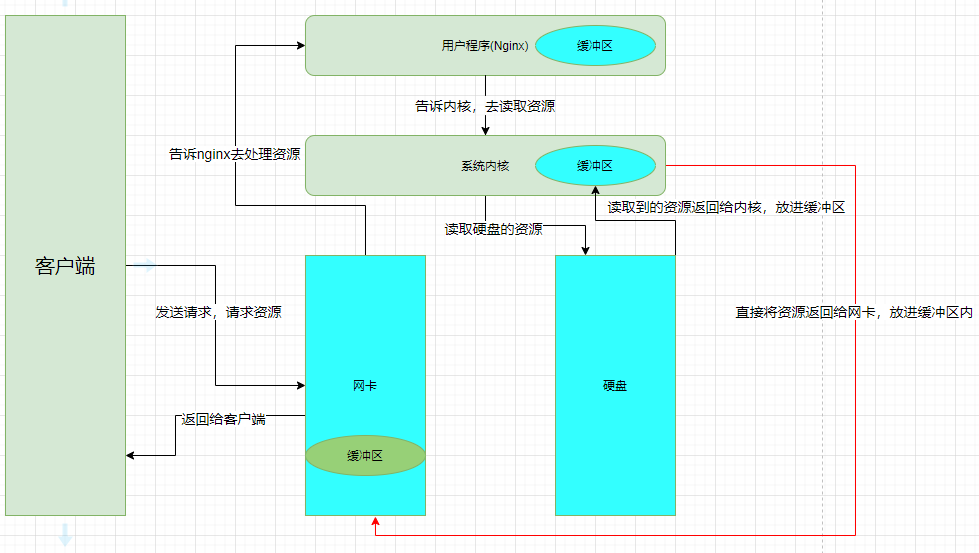 用户程序(Nginx)
缓冲区
告诉内核，去读取资源
告诉nginx去处理资源
系统内核
缓冲区
读取到的资源返回给内核，放进缓冲区
读取硬盘的资源
客户端
发送请求，请求资源
直接将资源返回给网卡，放进缓冲区内
网卡
硬盘
返回给客户端
缓冲区